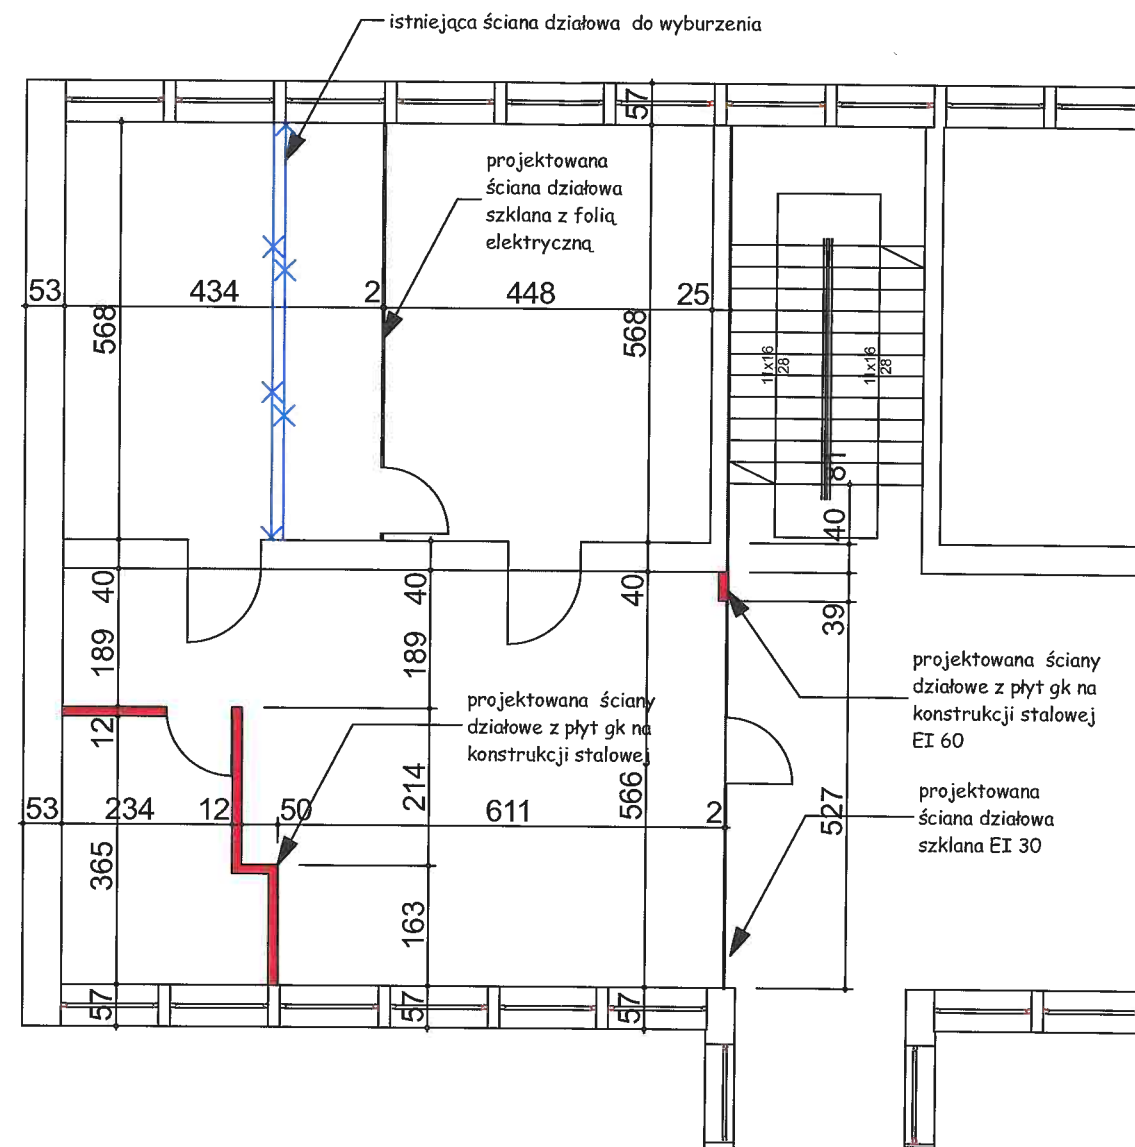 istniejąca ściana działowa do wyburzenia
57
projektowana
ściana działowa
szklana z folią
elektryczną
53
434
2
448
25
568
568
11x16
28
11x16
28
81
40
40
40
40
39
189
189
projektowana ściany
działowe z płyt gk na
konstrukcji stalowej
EI 60
projektowana ściany
działowe z płyt gk na
konstrukcji stalowej
12
214
566
projektowana
ściana działowa
szklana EI 30
53
234
12
50
611
2
527
365
163
57
57
57